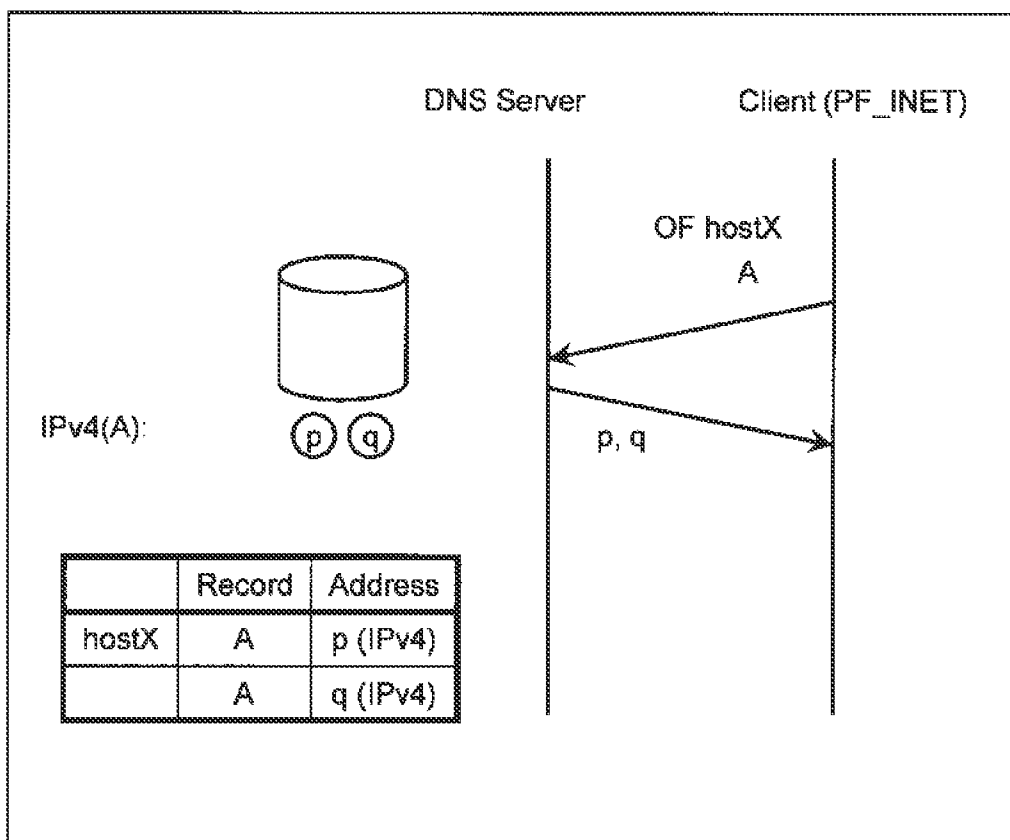 DNS Server Client (PF_INET)
OF hostX
A
IPv4(A):
p q
p, q
Record Address
hostX A p (IPv4)
A q (IPv4)